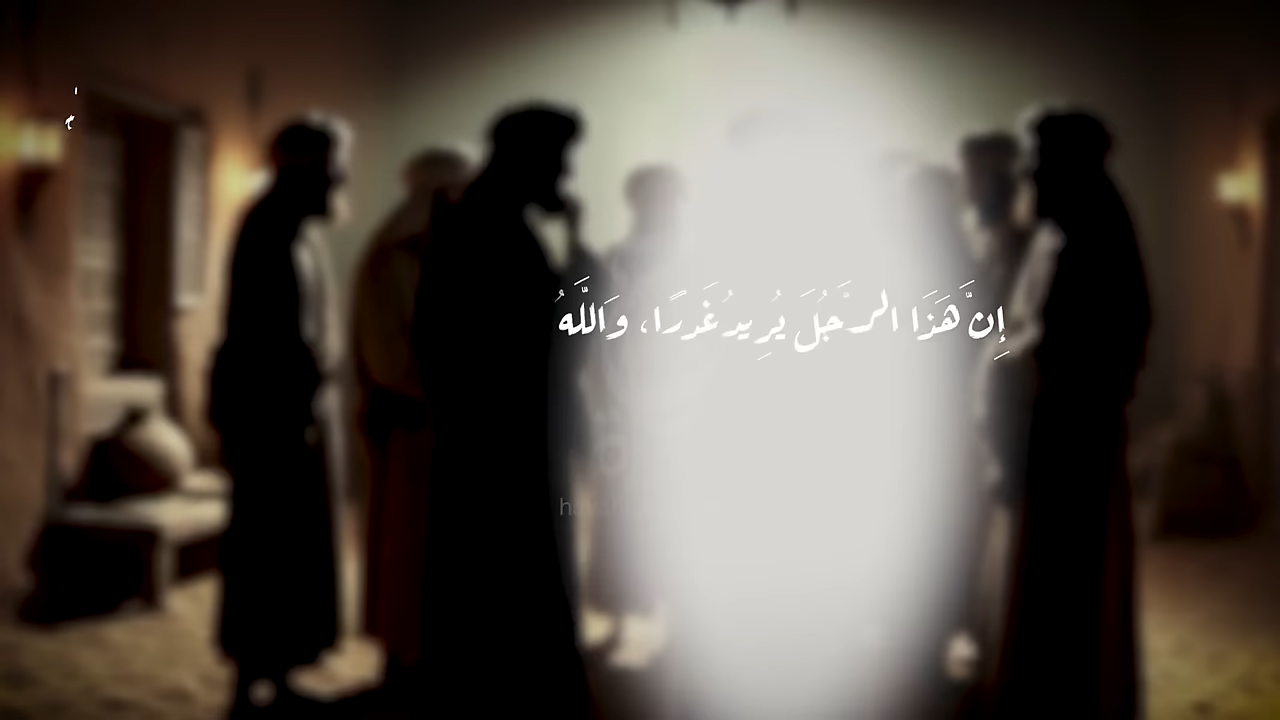 إِنَّ هَذَا الرَّجُلَ يُرِيدُ غَدْرًا، وَاللَّهُ